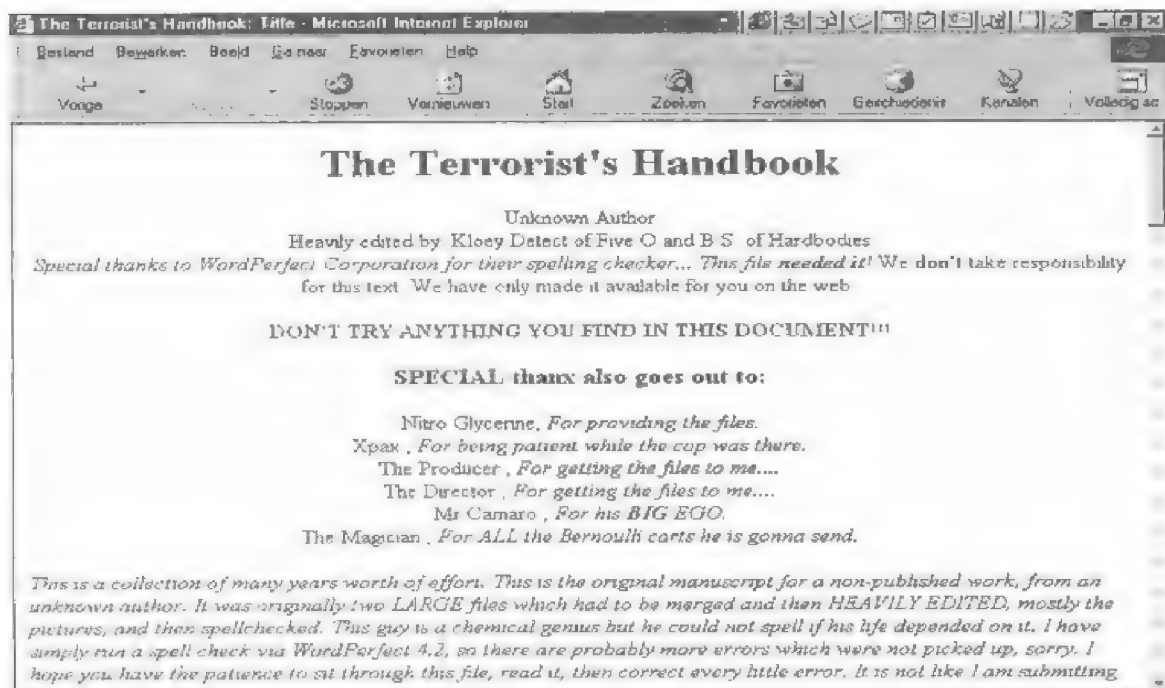 The Terrorist's Handbook: Title - Microsoft Internet Explorer
Bestand Bewerken Beeld Ga naar Favorieten Help
Vorige Stoppen Vernieuwen Start Zoeken Favorieten Geschiedenis Kanalen Volledig sc
The Terrorist's Handbook
Unknown Author
Heavily edited by Kloey Detect of Five O and B S of Hardbodies
Special thanks to WordPerfect Corporation for their spelling checker... This file needed it! We don't take responsibility
for this text. We have only made it available for you on the web
DON'T TRY ANYTHING YOU FIND IN THIS DOCUMENT!!!
SPECIAL thanx also goes out to:
Nitro Glycerine, For providing the files.
Xpax , For being patient while the cop was there.
The Producer , For getting the files to me....
The Director , For getting the files to me....
Mr Camaro , For his BIG EGO.
The Magician , For ALL the Bernoulli carts he is gonna send.
This is a collection of many years worth of effort. This is the original manuscript for a non-published work, from an
unknown author. It was originally two LARGE files which had to be merged and then HEAVILY EDITED, mostly the
pictures, and then spellchecked. This guy is a chemical genius but he could not spell if his life depended on it. I have
simply run a spell check via WordPerfect 4.2, so there are probably more errors which were not picked up, sorry. I
hope you have the patience to sit through this file, read it, then correct every little error. It is not like I am submitting